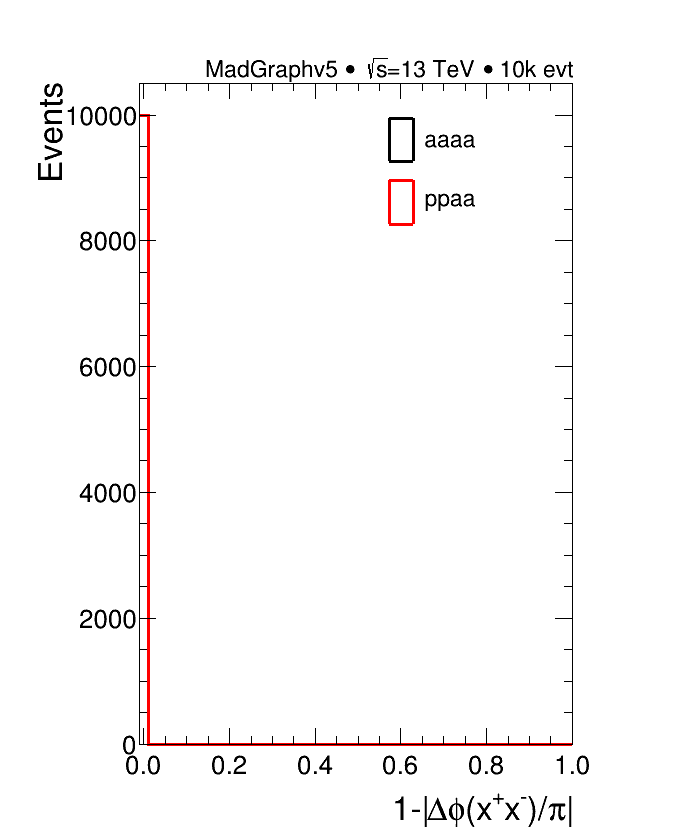 MadGraphv5 • √s=13 TeV • 10k evt
Events
10000
8000
6000
4000
2000
0
aaaa
ppaa
0.0 0.2 0.4 0.6 0.8 1.0
1-|Δϕ(x⁺x⁻)/π|